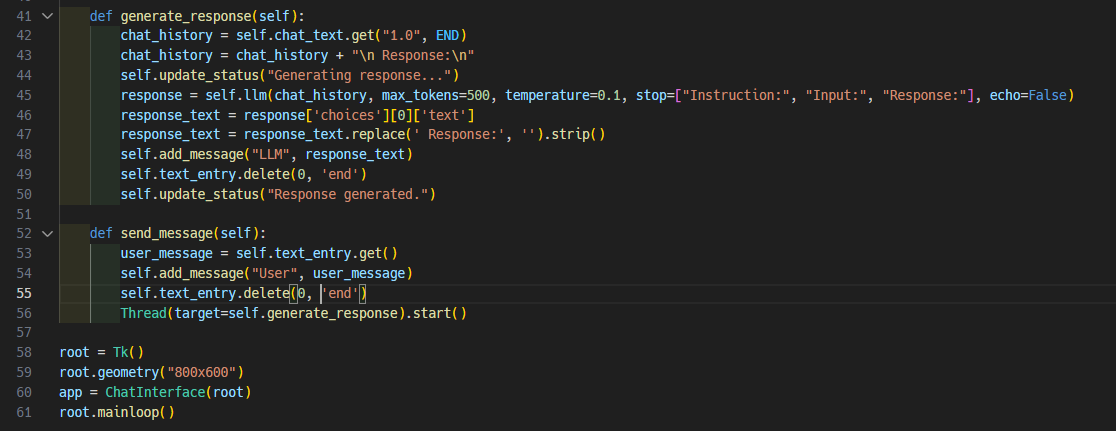 41 def generate_response(self):
42 chat_history = self.chat_text.get("1.0", END)
43 chat_history = chat_history + "\n Response:\n"
44 self.update_status("Generating response...")
45 response = self.llm(chat_history, max_tokens=500, temperature=0.1, stop=["Instruction:", "Input:", "Response:"], echo=False)
46 response_text = response['choices'][0]['text']
47 response_text = response_text.replace(' Response:', '').strip()
48 self.add_message("LLM", response_text)
49 self.text_entry.delete(0, 'end')
50 self.update_status("Response generated.")
51
52 def send_message(self):
53 user_message = self.text_entry.get()
54 self.add_message("User", user_message)
55 self.text_entry.delete(0, 'end')
56 Thread(target=self.generate_response).start()
57
58 root = Tk()
59 root.geometry("800x600")
60 app = ChatInterface(root)
61 root.mainloop()